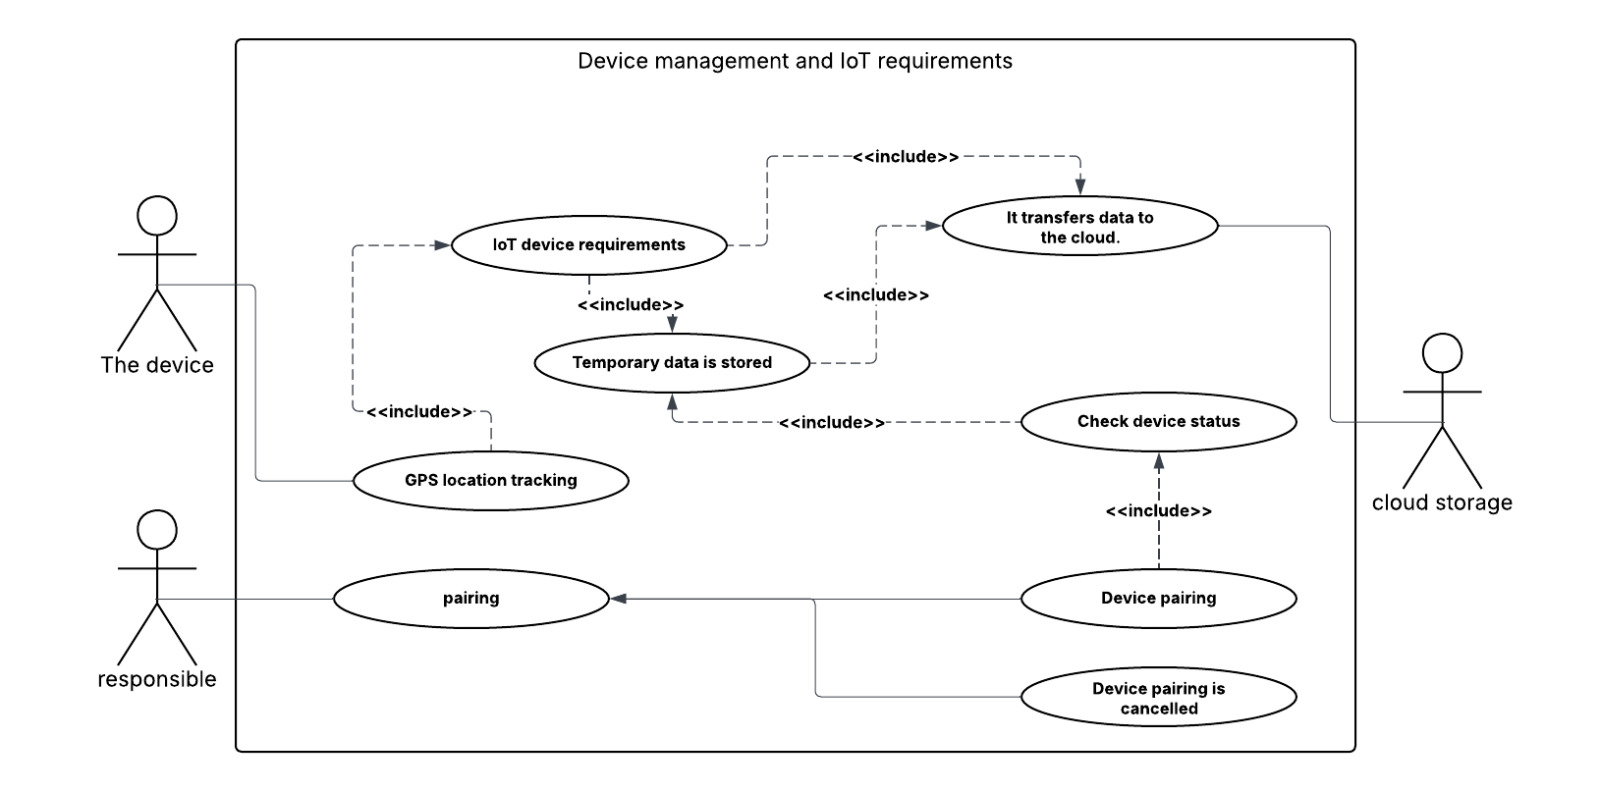 Device management and IoT requirements
<<include>>
It transfers data to
the cloud.
IoT device requirements
<<include>>
<<include>>
The device
Temporary data is stored
<<include>>
<<include>>
Check device status
GPS location tracking
cloud storage
<<include>>
pairing
Device pairing
responsible
Device pairing is
cancelled